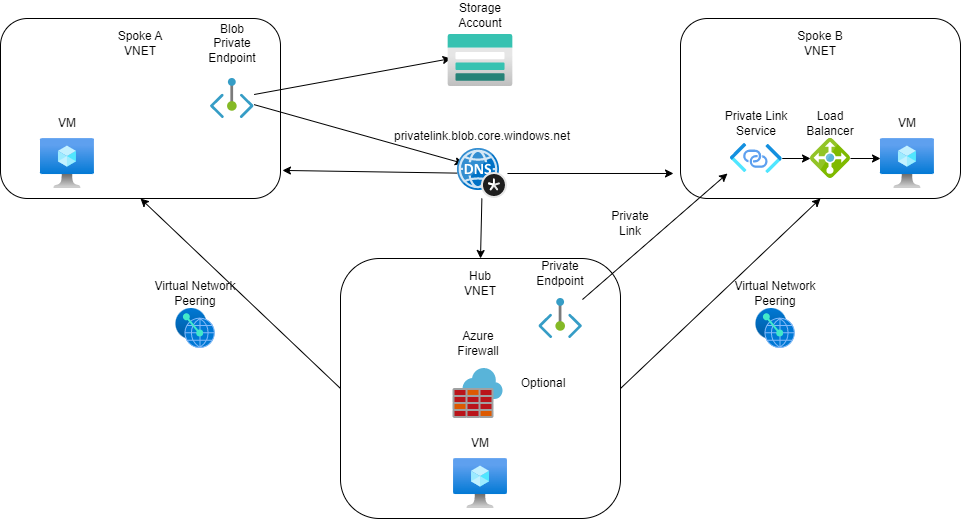 Spoke A
VNET
Blob
Private
Endpoint
VM
Storage
Account
privatelink.blob.core.windows.net
DNS
Spoke B
VNET
Private Link
Service
Load
Balancer
VM
Private
Link
Virtual Network
Peering
Hub
VNET
Private
Endpoint
Azure
Firewall
Optional
VM
Virtual Network
Peering